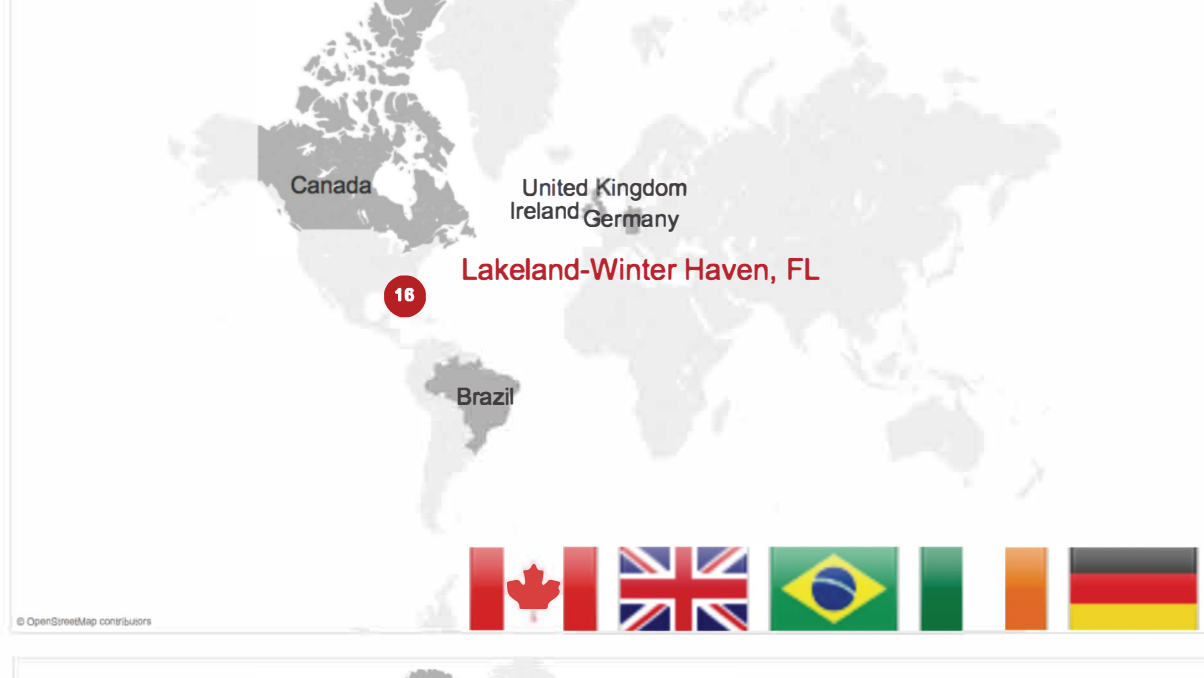 Canada
United Kingdom
Ireland
Germany
Lakeland-Winter Haven, FL
16
Brazil
© OpenStreetMap contributors